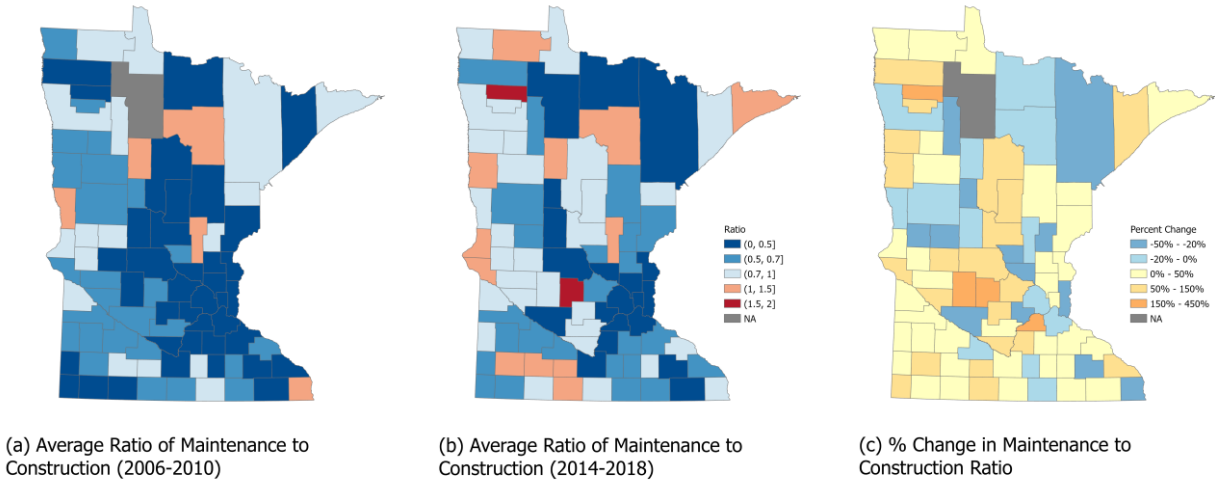 Ratio
(0, 0.5]
(0.5, 0.7]
(0.7, 1]
(1, 1.5]
(1.5, 2]
NA
Percent Change
-50% - -20%
-20% - 0%
0% - 50%
50% - 150%
150% - 450%
NA
(a) Average Ratio of Maintenance to
Construction (2006-2010)
(b) Average Ratio of Maintenance to
Construction (2014-2018)
(c) % Change in Maintenance to
Construction Ratio